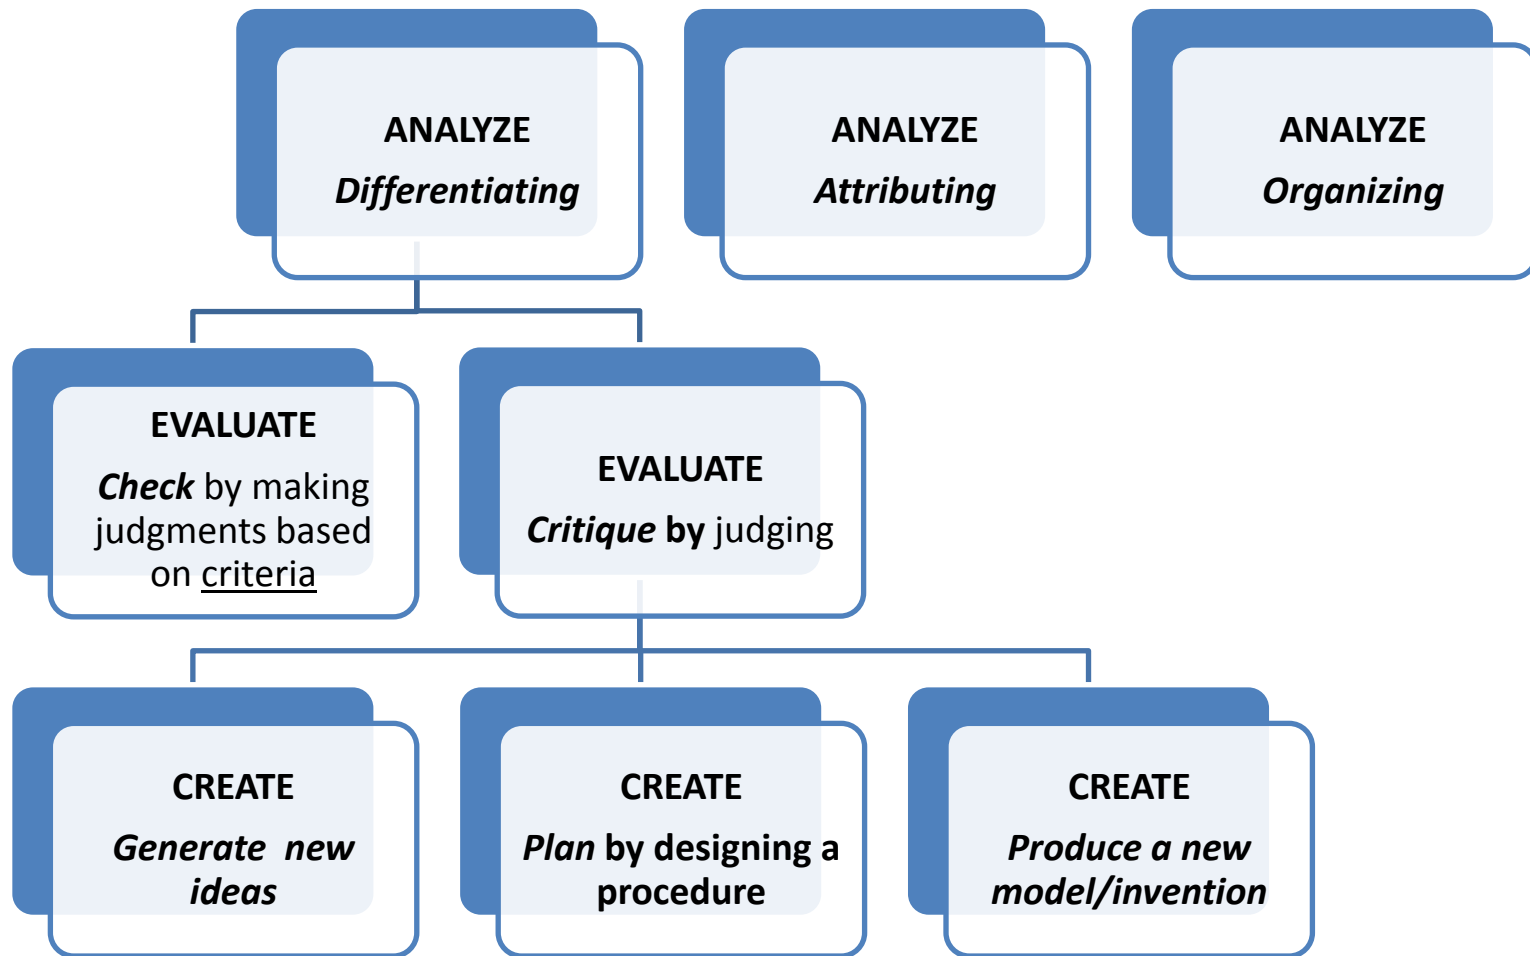 ANALYZE
Differentiating
ANALYZE
Attributing
ANALYZE
Organizing
EVALUATE
Check by making
judgments based
on criteria
EVALUATE
Critique by judging
CREATE
Generate  new
ideas
CREATE
Plan by designing a
procedure
CREATE
Produce a new
model/invention